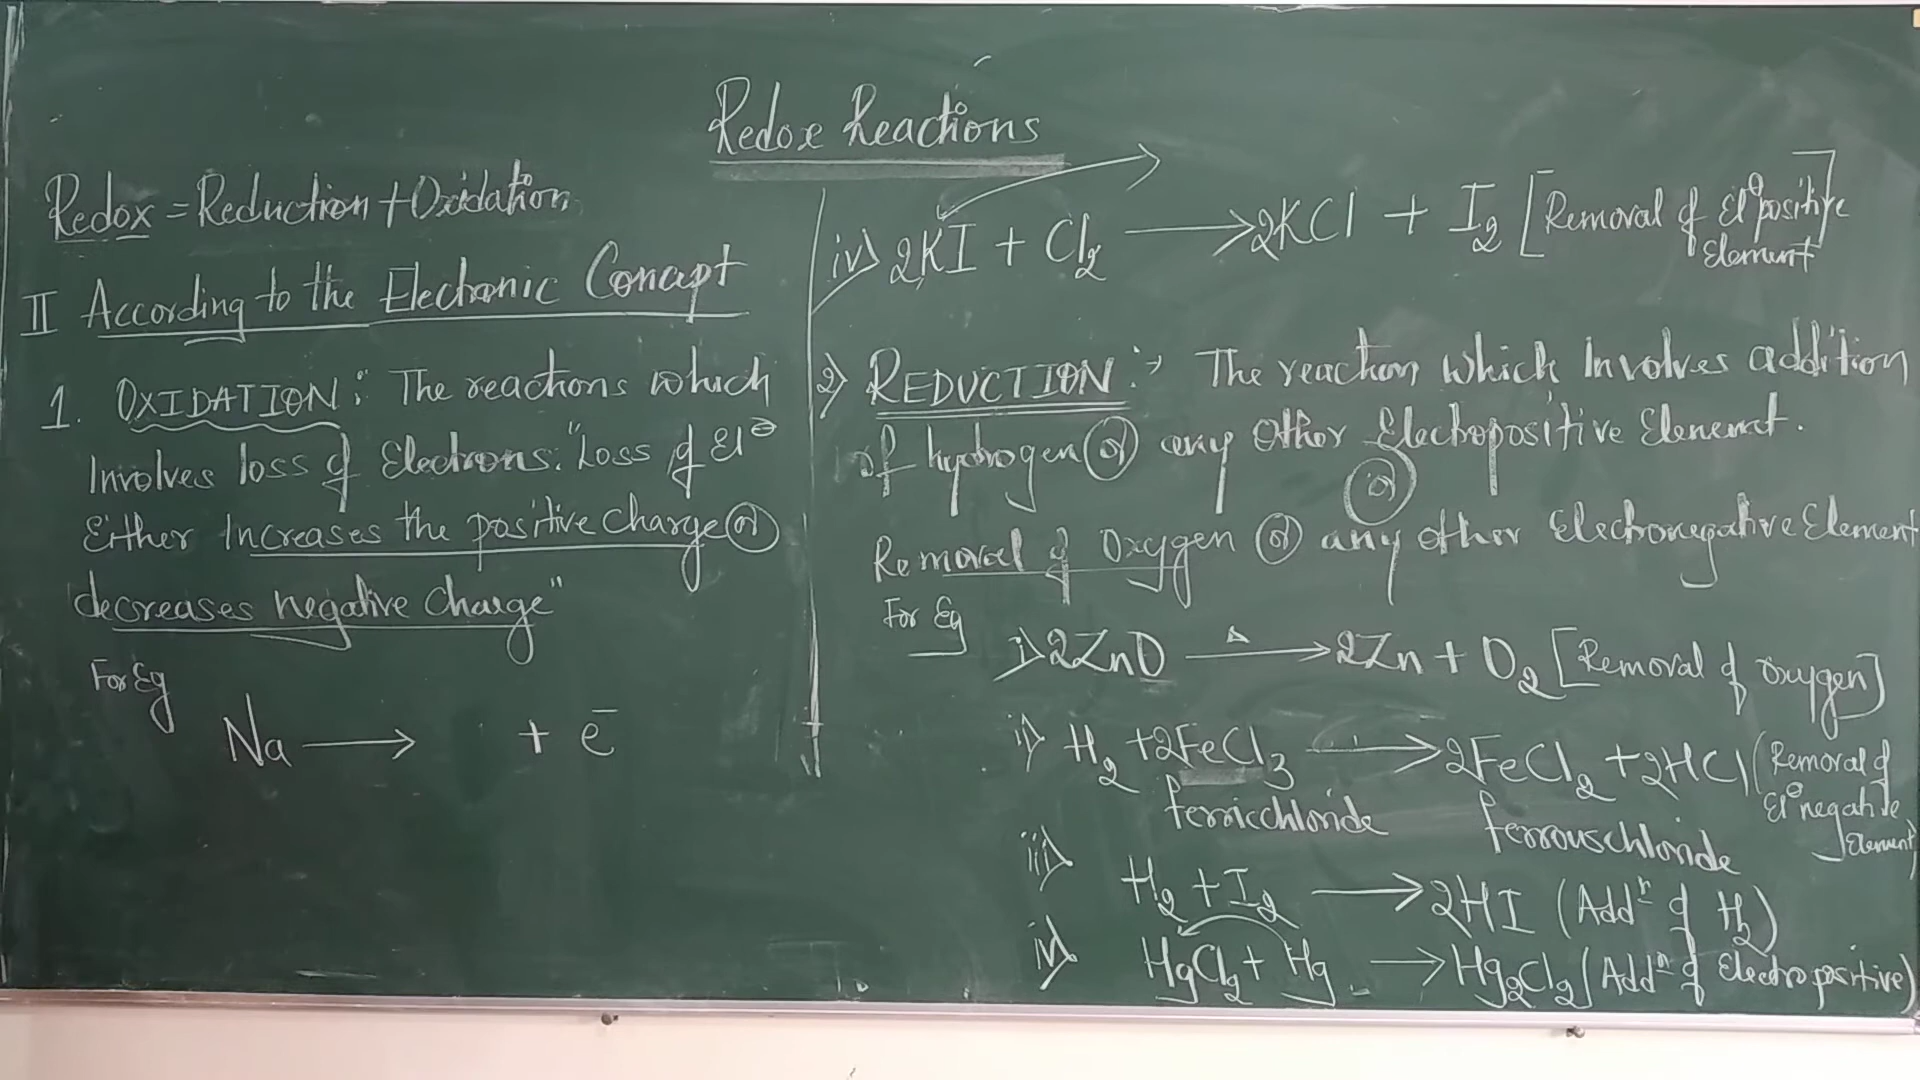 Redox Reactions
Redox = Reduction + Oxidation
II According to the Electronic Concept
1. OXIDATION : The reactions which
Involves loss of Electrons. "Loss of El⊖
Either Increases the positive charge or
decreases negative charge"
For Eg
Na ⟶ + e⁻
iv) 2KI + Cl₂ ⟶ 2KCl + I₂ [Removal of El⊖positive
Element]
2) REDUCTION : The reaction which Involves addition
of hydrogen or any other Electropositive Elenemt.
or
Removal of Oxygen or any other Electronegative Element
For Eg
i) 2ZnO ⟶ Δ 2Zn + O₂ [Removal of oxygen]
ii) H₂ + 2FeCl₃ ⟶ 2FeCl₂ + 2HCl (Removal of
El⊖negative
Element)
ferricchloride ferrouschloride
iii) H₂ + I₂ ⟶ 2HI (Addⁿ of H₂)
iv) HgCl₂ + Hg ⟶ Hg₂Cl₂ (Addⁿ of Electropositive)